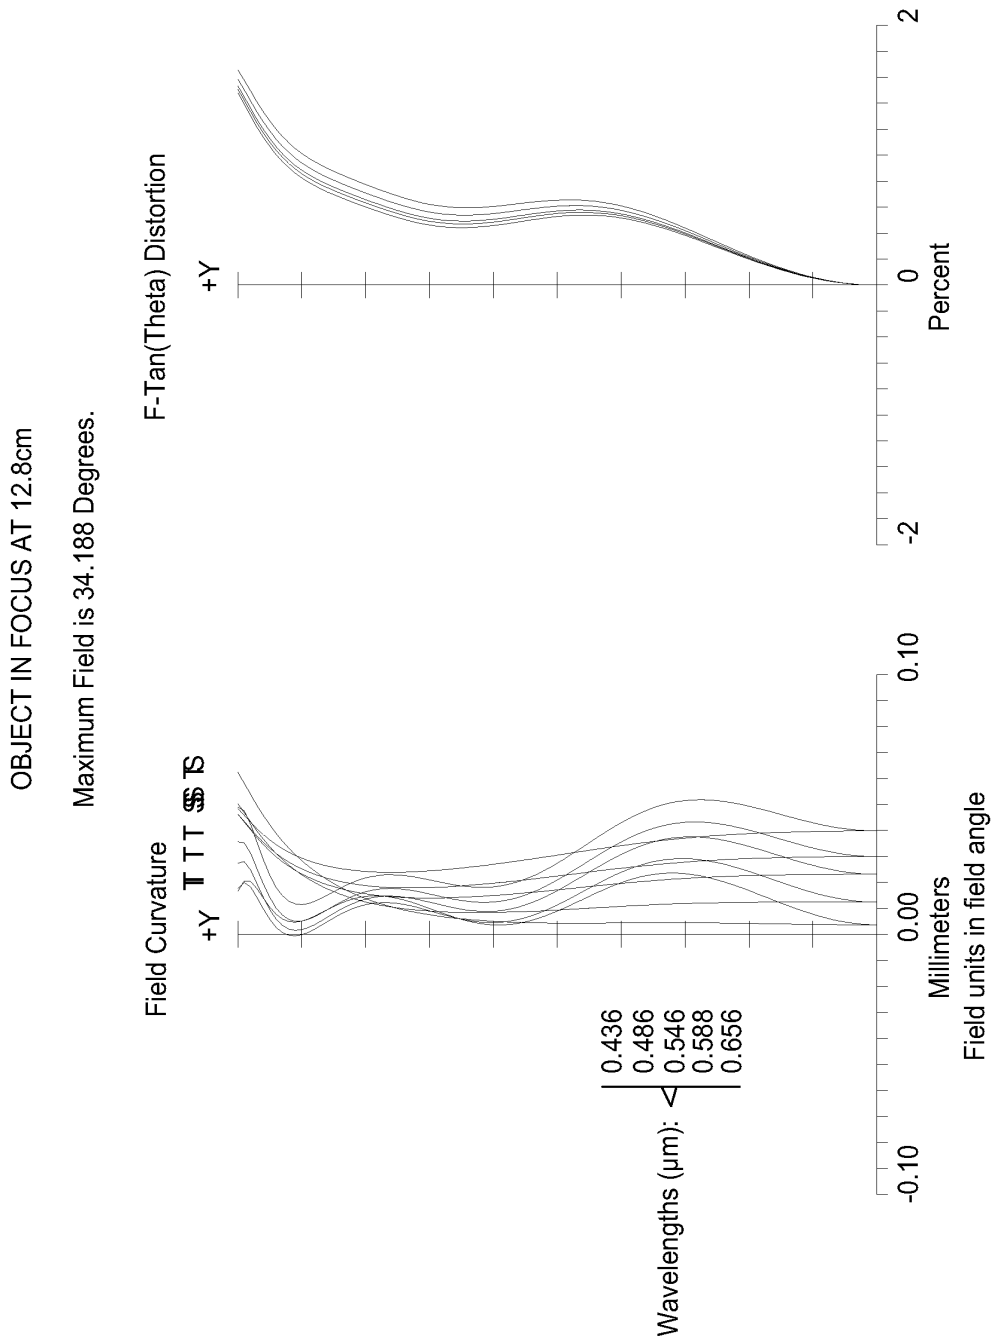 OBJECT IN FOCUS AT 12.8cm
Maximum Field is 34.188 Degrees.
Field Curvature
+Y
T T T T S S S T S
-0.10
0.00
0.10
Millimeters
Field units in field angle
Wavelengths (µm):
0.436
0.486
0.546
0.588
0.656
F-Tan(Theta) Distortion
+Y
-2
0
2
Percent